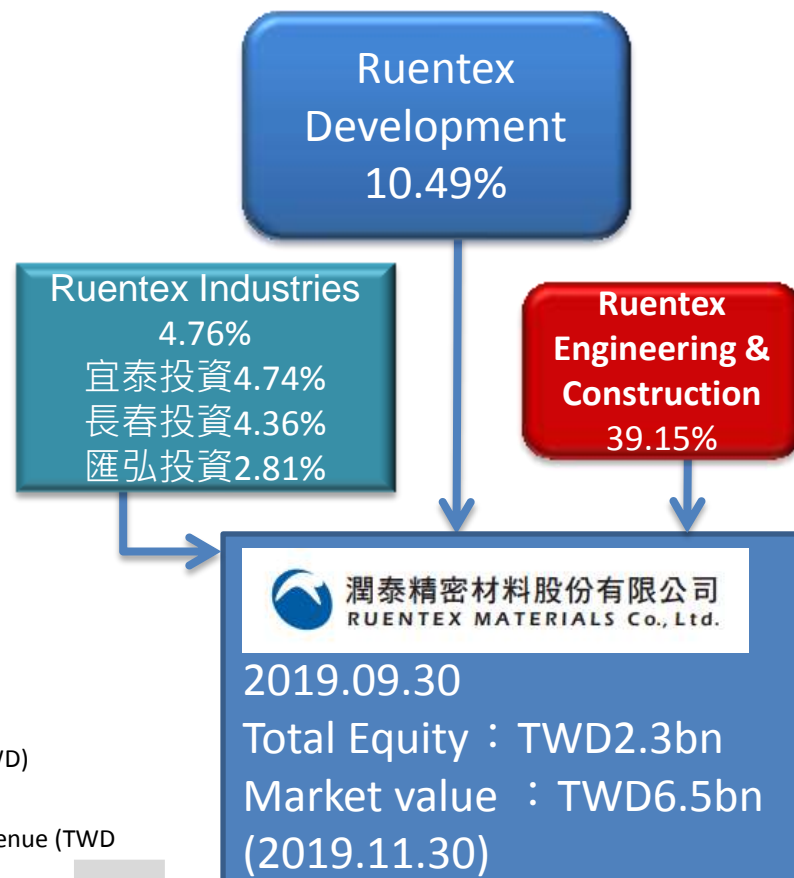 Ruentex
Development
10.49%
Ruentex Industries
4.76%
宜泰投資4.74%
長春投資4.36%
匯弘投資2.81%
Ruentex
Engineering &
Construction
39.15%
潤泰精密材料股份有限公司
RUENTEX MATERIALS Co., Ltd.
2019.09.30
Total Equity：TWD2.3bn
Market value ：TWD6.5bn
(2019.11.30)
(TWD